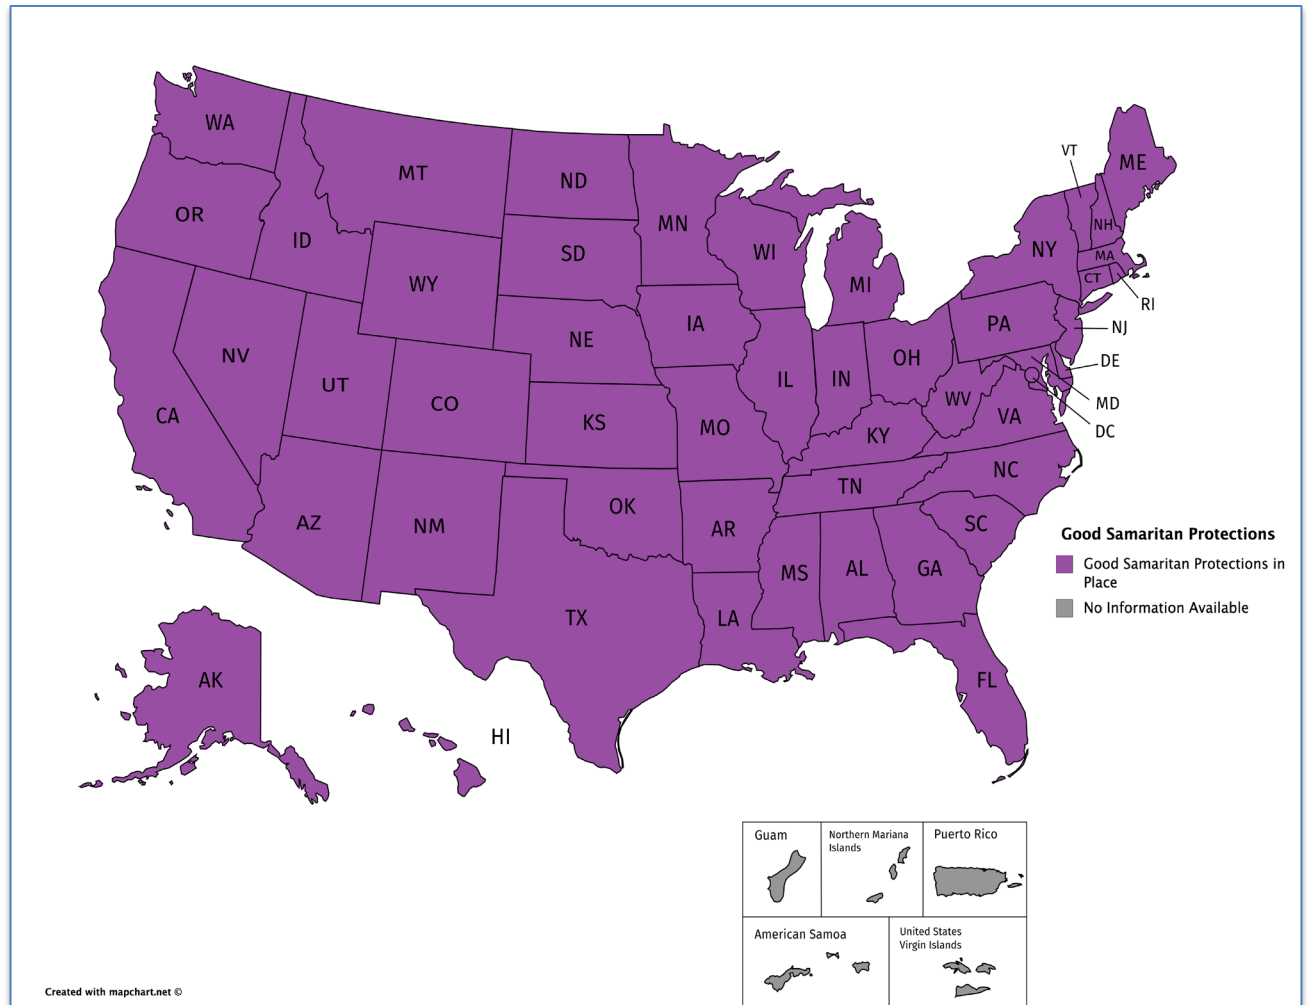 WA
MT
ND
MN
OR
ID
SD
WI
MI
WY
VT
ME
NH
NY
MA
CT
RI
IA
NE
PA
NJ
NV
UT
CO
IL
IN
OH
DE
WV
MD
VA
DC
CA
KS
MO
KY
NC
TN
AZ
NM
OK
AR
SC
MS
AL
GA
TX
LA
FL
AK
HI
Good Samaritan Protections
Good Samaritan Protections in
Place
No Information Available
Guam
Northern Mariana
Islands
Puerto Rico
American Samoa
United States
Virgin Islands
Created with mapchart.net ©